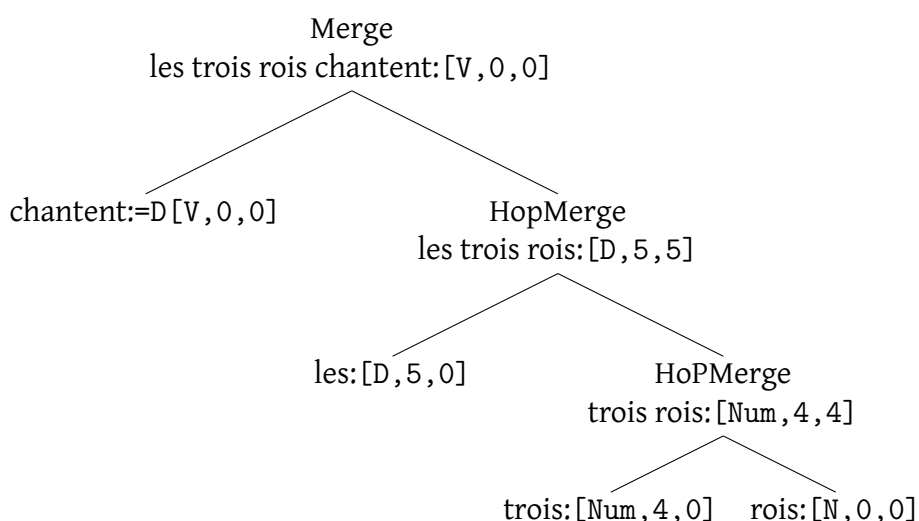 Merge
les trois rois chantent:[V,0,0]
chantent:=D[V,0,0]
HopMerge
les trois rois:[D,5,5]
les:[D,5,0]
HoPMerge
trois rois:[Num,4,4]
trois:[Num,4,0]
rois:[N,0,0]